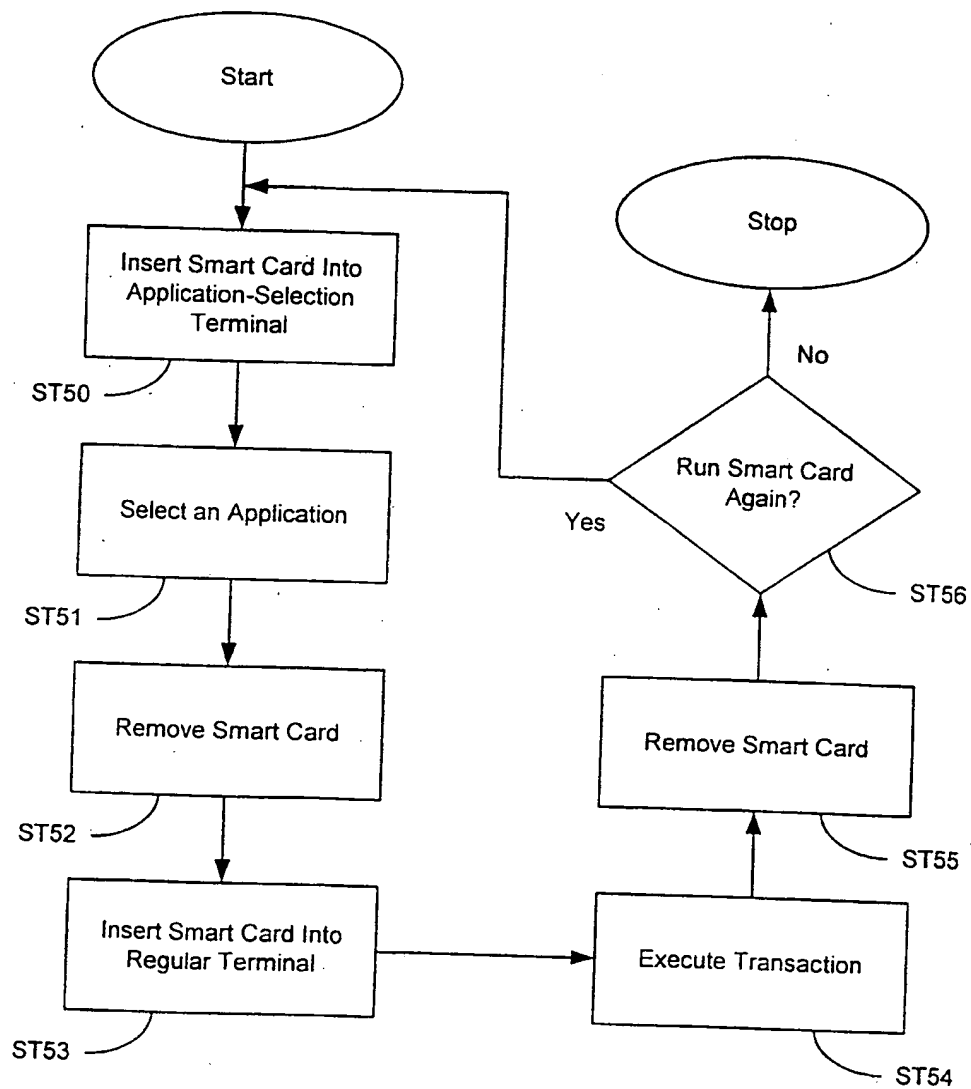 Start
Insert Smart Card Into
Application-Selection
Terminal
ST50
Select an Application
ST51
Remove Smart Card
ST52
Insert Smart Card Into
Regular Terminal
ST53
Execute Transaction
ST54
Remove Smart Card
ST55
Run Smart Card
Again?
ST56
Yes
No
Stop